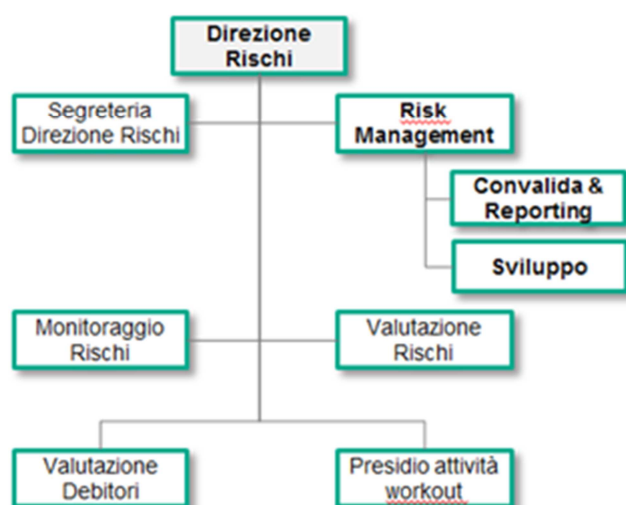 Direzione
Rischi
Segreteria
Direzione Rischi
Risk
Management
Convalida &
Reporting
Sviluppo
Monitoraggio
Rischi
Valutazione
Rischi
Valutazione
Debitori
Presidio attività
workout